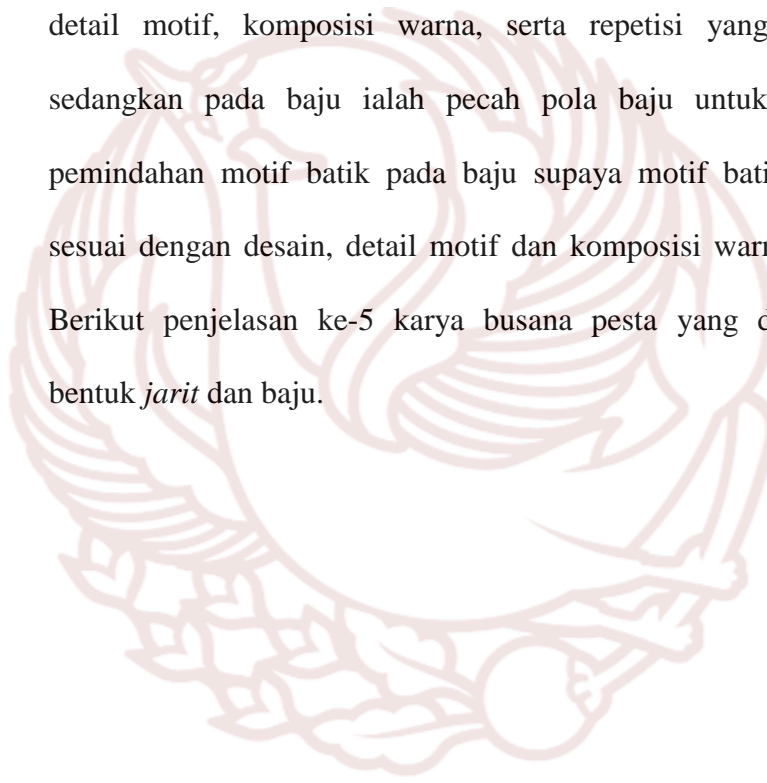 detail motif, komposisi warna, serta repetisi yang
sedangkan pada baju ialah pecah pola baju untuk
pemindahan motif batik pada baju supaya motif
sesuai dengan desain, detail motif dan komposisi
Berikut penjelasan ke-5 karya busana pesta yang
bentuk jarit dan baju.